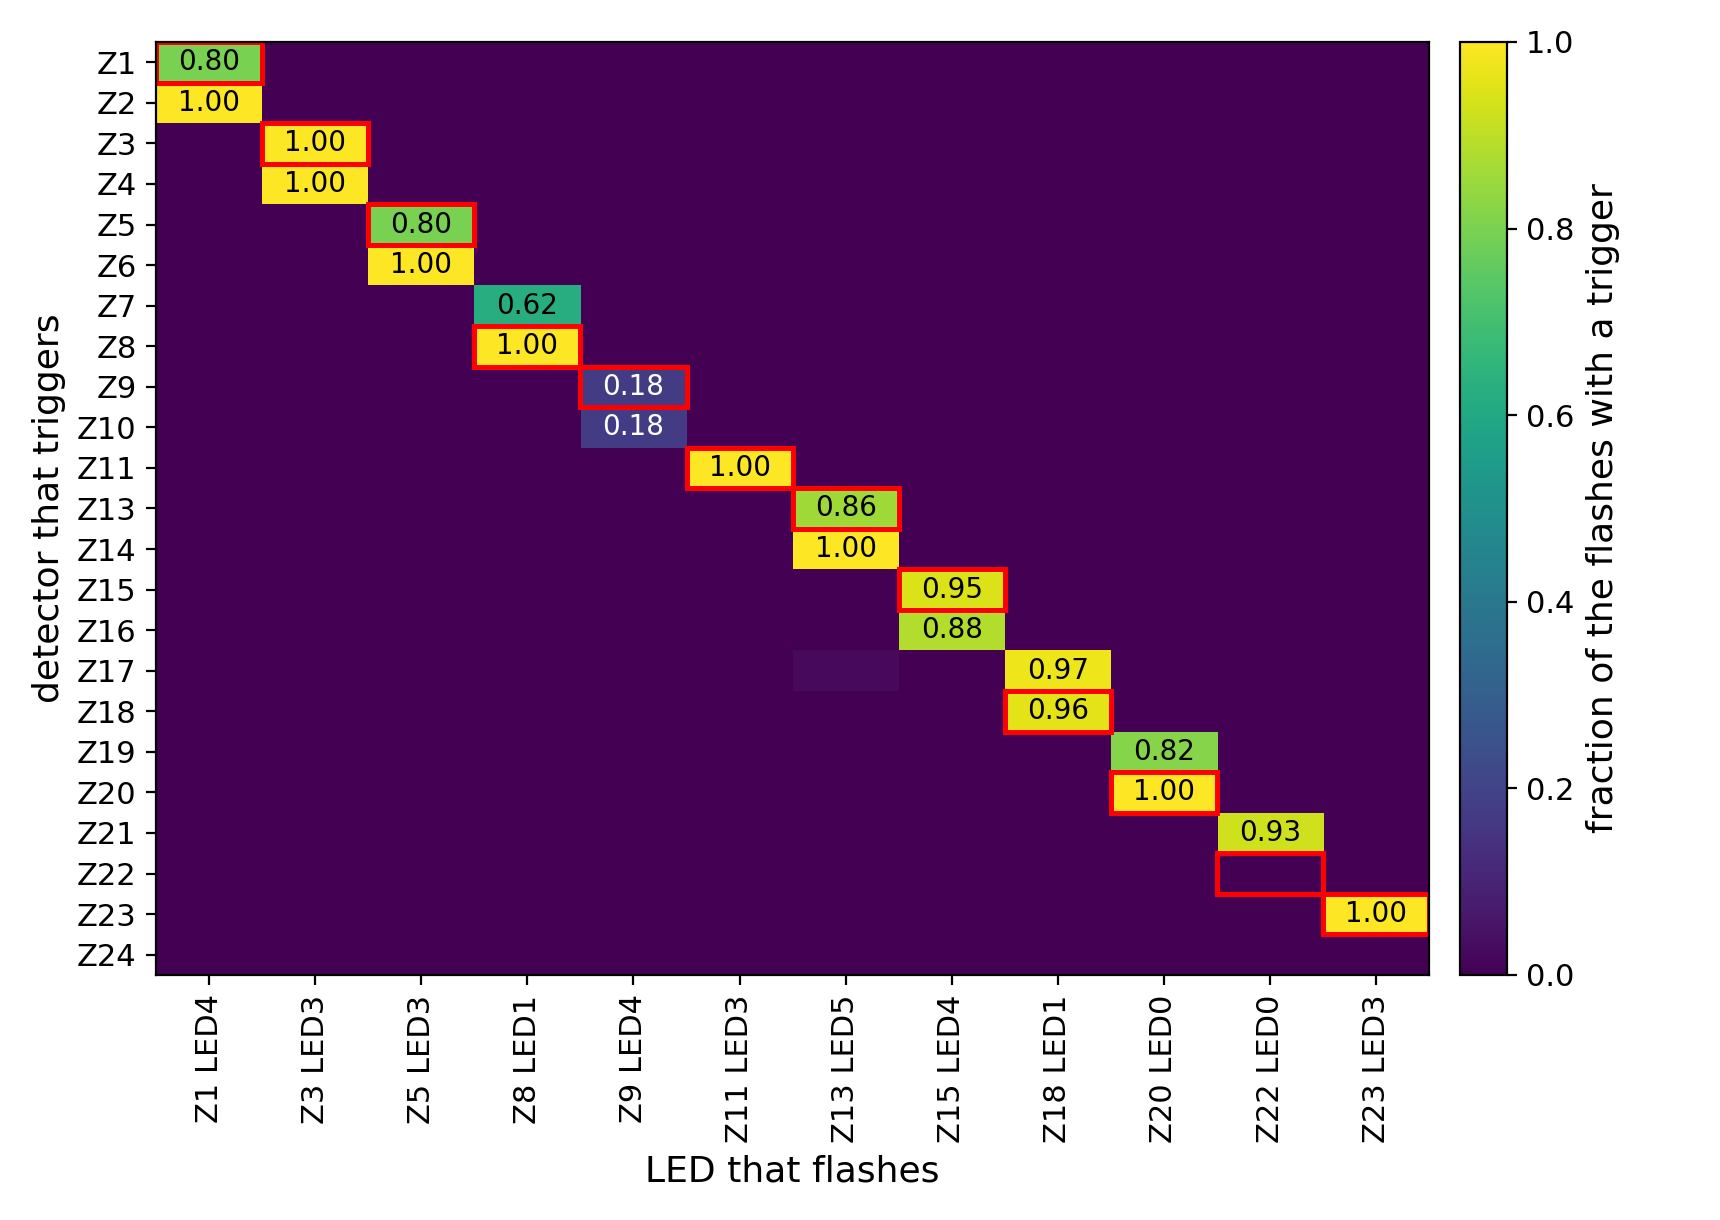 Z1 0.80 1.0
Z2 1.00
Z3 1.00
Z4 1.00
Z5 0.80 0.8
Z6 1.00
Z7 0.62
Z8 1.00
Z9 0.18
Z10 0.18 0.6
Z11 1.00
Z13 0.86
Z14 1.00
Z15 0.95 0.4
Z16 0.88
Z17 0.97
Z18 0.96
Z19 0.82
Z20 1.00 0.2
Z21 0.93
Z22
Z23 1.00
Z24 0.0
detector that triggers
fraction of the flashes with a trigger
Z1 LED4
Z3 LED3
Z5 LED3
Z8 LED1
Z9 LED4
Z11 LED3
Z13 LED5
Z15 LED4
Z18 LED1
Z20 LED0
Z22 LED0
Z23 LED3
LED that flashes